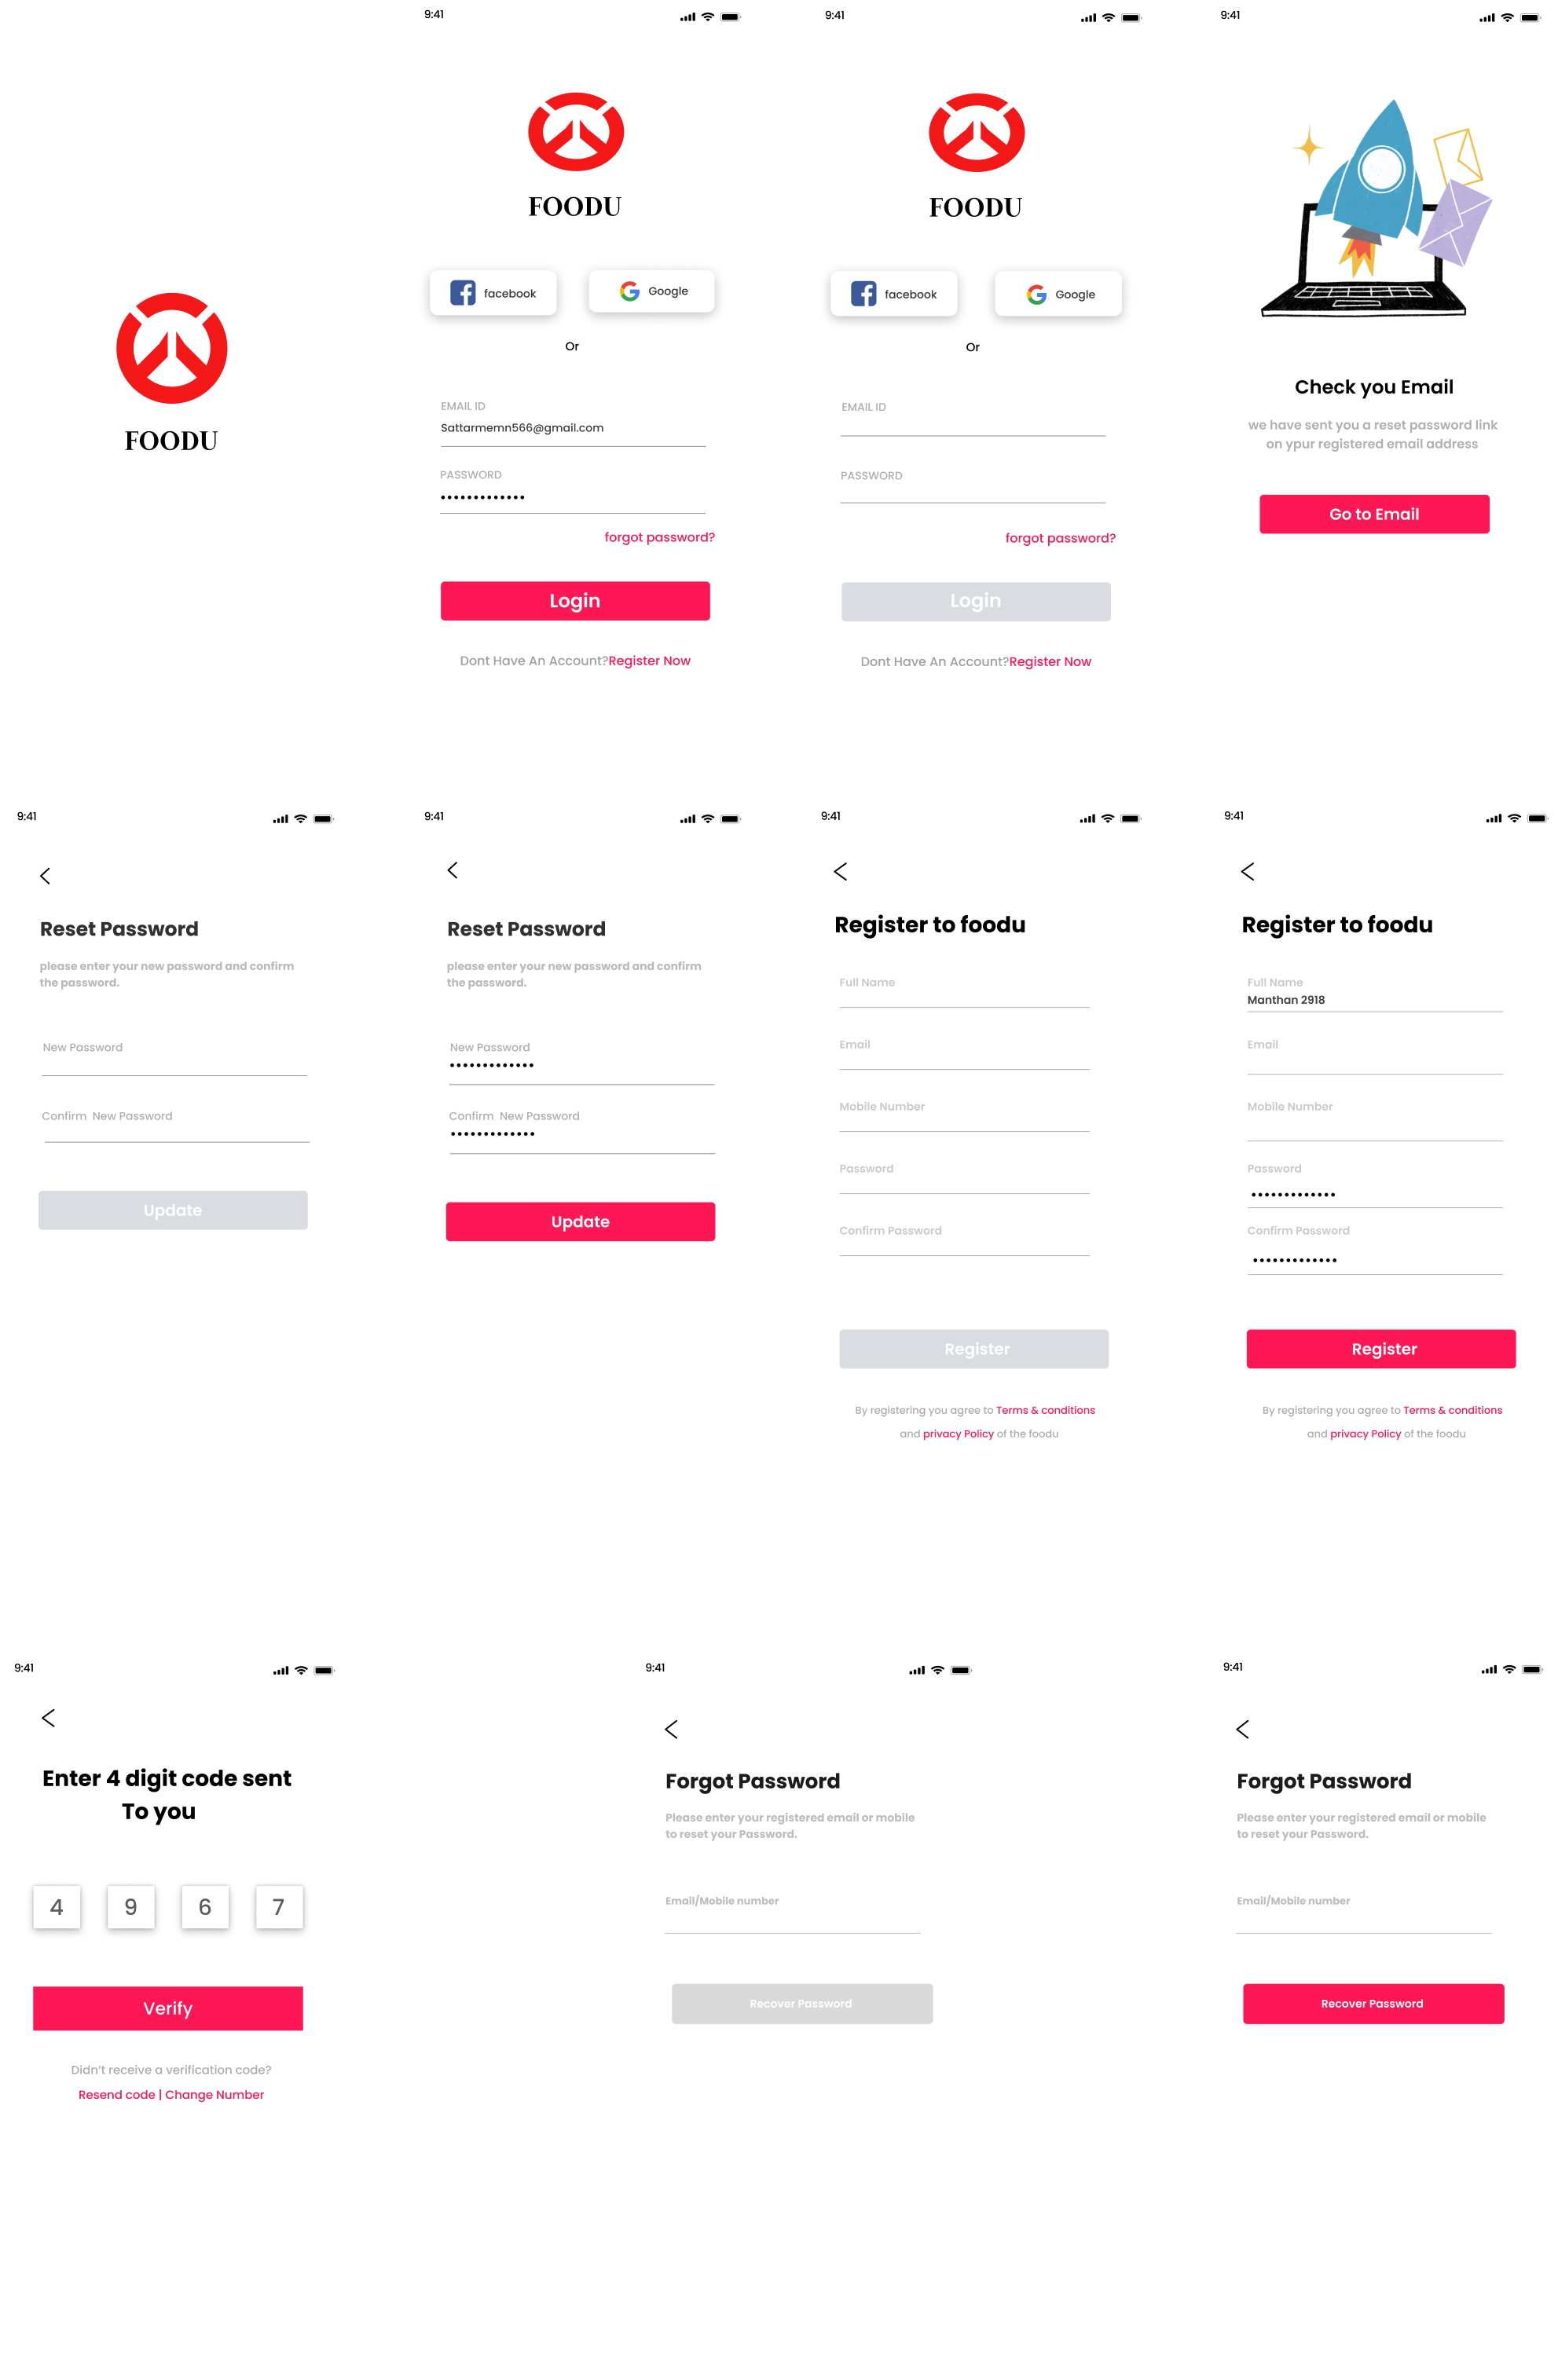 FOODU
9:41
FOODU
facebook
Google
Or
EMAIL ID
Sattarmemn566@gmail.com
PASSWORD
forgot password?
Login
Dont Have An Account?Register Now
9:41
FOODU
facebook
Google
Or
EMAIL ID
PASSWORD
forgot password?
Login
Dont Have An Account?Register Now
9:41
Check you Email
we have sent you a reset password link
on ypur registered email address
Go to Email
9:41
Reset Password
please enter your new password and confirm
the password.
New Password
Confirm New Password
Update
9:41
Reset Password
please enter your new password and confirm
the password.
New Password
Confirm New Password
Update
9:41
Register to foodu
Full Name
Email
Mobile Number
Password
Confirm Password
Register
By registering you agree to Terms & conditions
and privacy Policy of the foodu
9:41
Register to foodu
Full Name
Manthan 2918
Email
Mobile Number
Password
Confirm Password
Register
By registering you agree to Terms & conditions
and privacy Policy of the foodu
9:41
Enter 4 digit code sent
To you
4 9 6 7
Verify
Didn't receive a verification code?
Resend code | Change Number
9:41
Forgot Password
Please enter your registered email or mobile
to reset your Password.
Email/Mobile number
Recover Password
9:41
Forgot Password
Please enter your registered email or mobile
to reset your Password.
Email/Mobile number
Recover Password